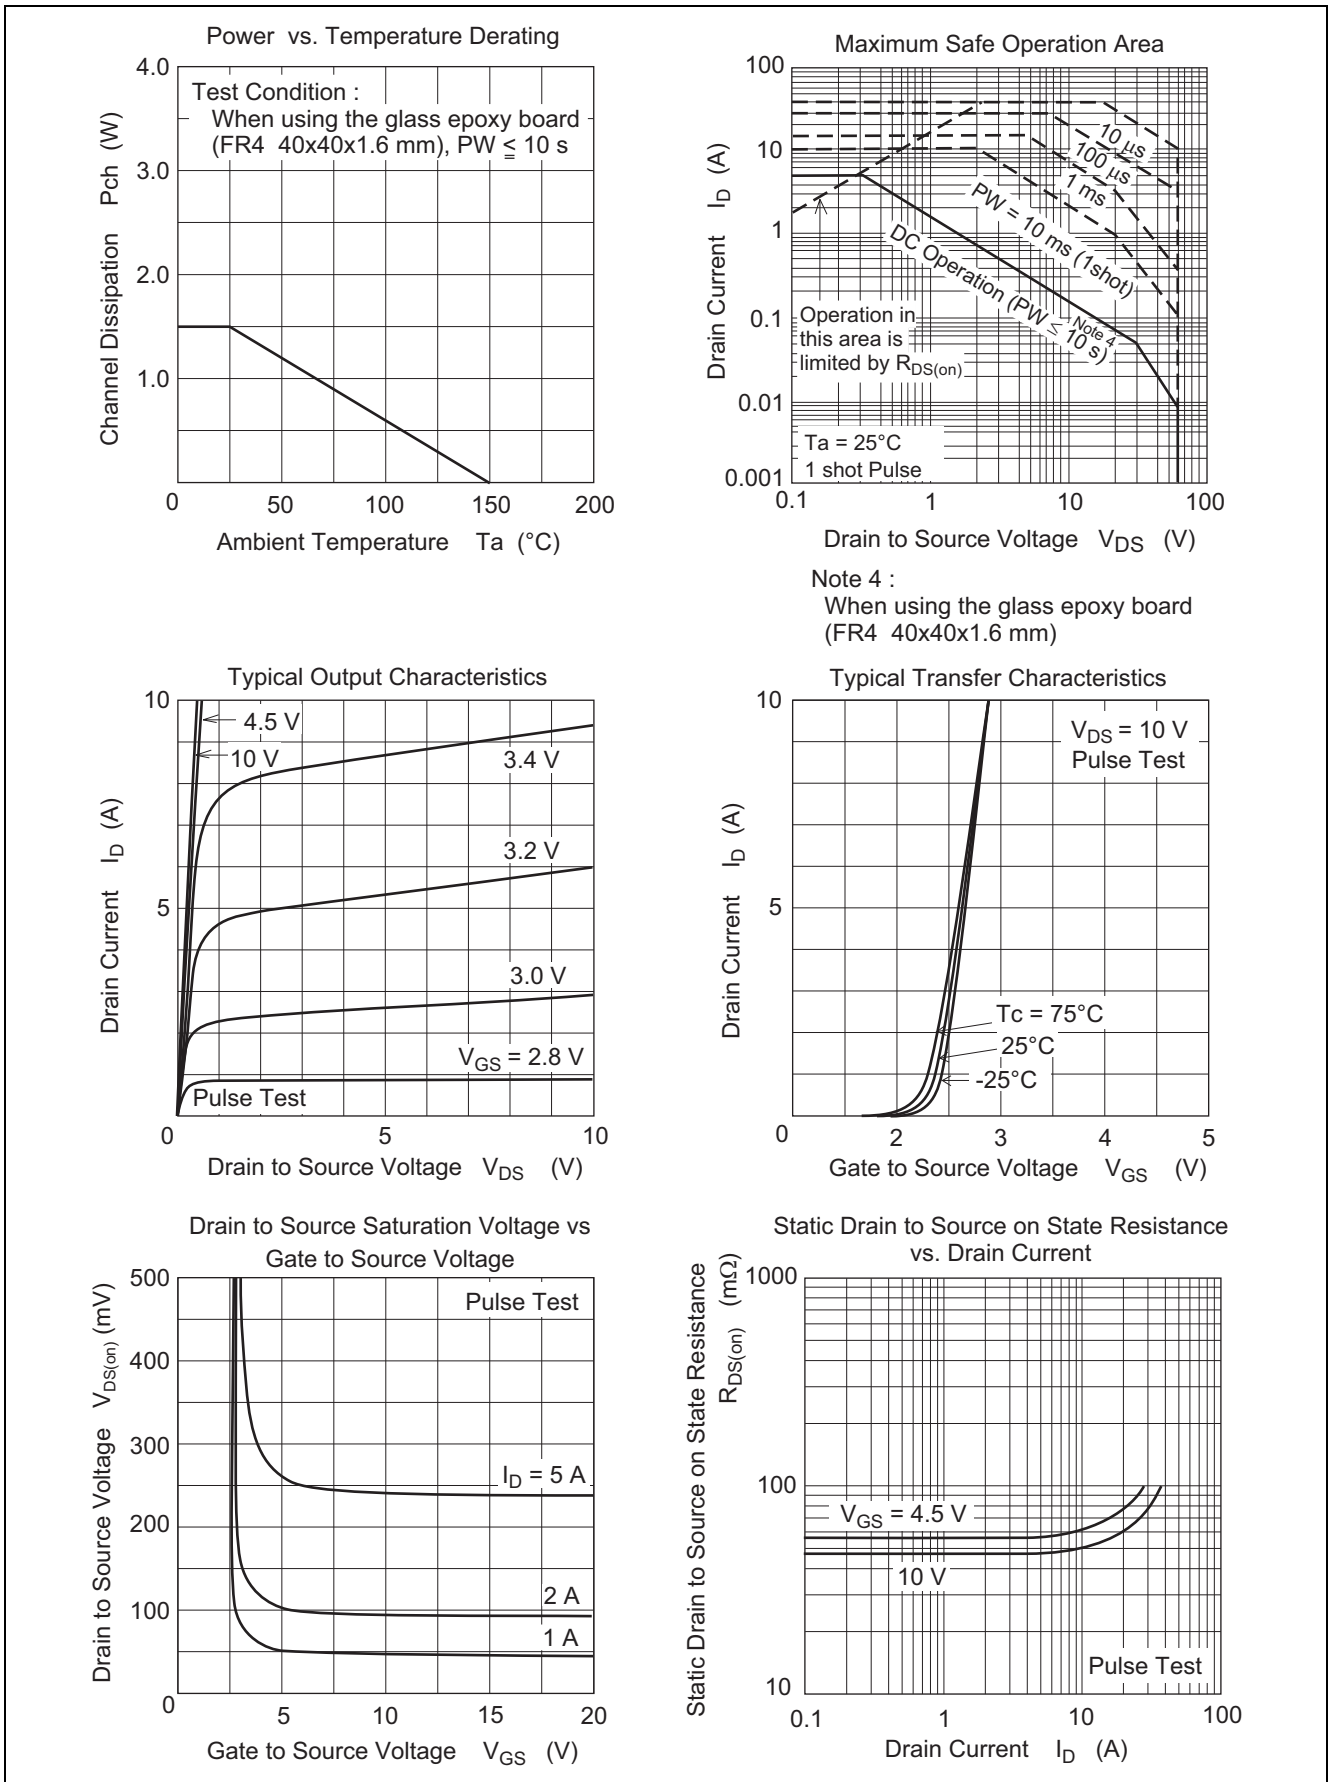 Power vs. Temperature Derating
4.0
3.0
2.0
1.0
Channel Dissipation Pch (W)
Test Condition :
When using the glass epoxy board
(FR4 40x40x1.6 mm), PW ≦ 10 s
0
50
100
150
200
Ambient Temperature Ta (°C)
Maximum Safe Operation Area
100
10
1
0.1
0.01
0.001
Drain Current ID (A)
10 μs
100 μs
1 ms
PW = 10 ms (1shot)
DC Operation (PW ≤ 10 s)
Note 4
Operation in
this area is
limited by RDS(on)
Ta = 25°C
1 shot Pulse
0.1
1
10
100
Drain to Source Voltage VDS (V)
Note 4 :
When using the glass epoxy board
(FR4 40x40x1.6 mm)
Typical Output Characteristics
10
5
Drain Current ID (A)
4.5 V
10 V
3.4 V
3.2 V
3.0 V
VGS = 2.8 V
Pulse Test
0
5
10
Drain to Source Voltage VDS (V)
Typical Transfer Characteristics
10
5
Drain Current ID (A)
VDS = 10 V
Pulse Test
Tc = 75°C
25°C
-25°C
0
2
3
4
5
Gate to Source Voltage VGS (V)
Drain to Source Saturation Voltage vs
Gate to Source Voltage
500
400
300
200
100
Drain to Source Voltage VDS(on) (mV)
Pulse Test
ID = 5 A
2 A
1 A
0
5
10
15
20
Gate to Source Voltage VGS (V)
Static Drain to Source on State Resistance
vs. Drain Current
1000
100
10
Static Drain to Source on State Resistance
RDS(on) (mΩ)
VGS = 4.5 V
10 V
Pulse Test
0.1
1
10
100
Drain Current ID (A)